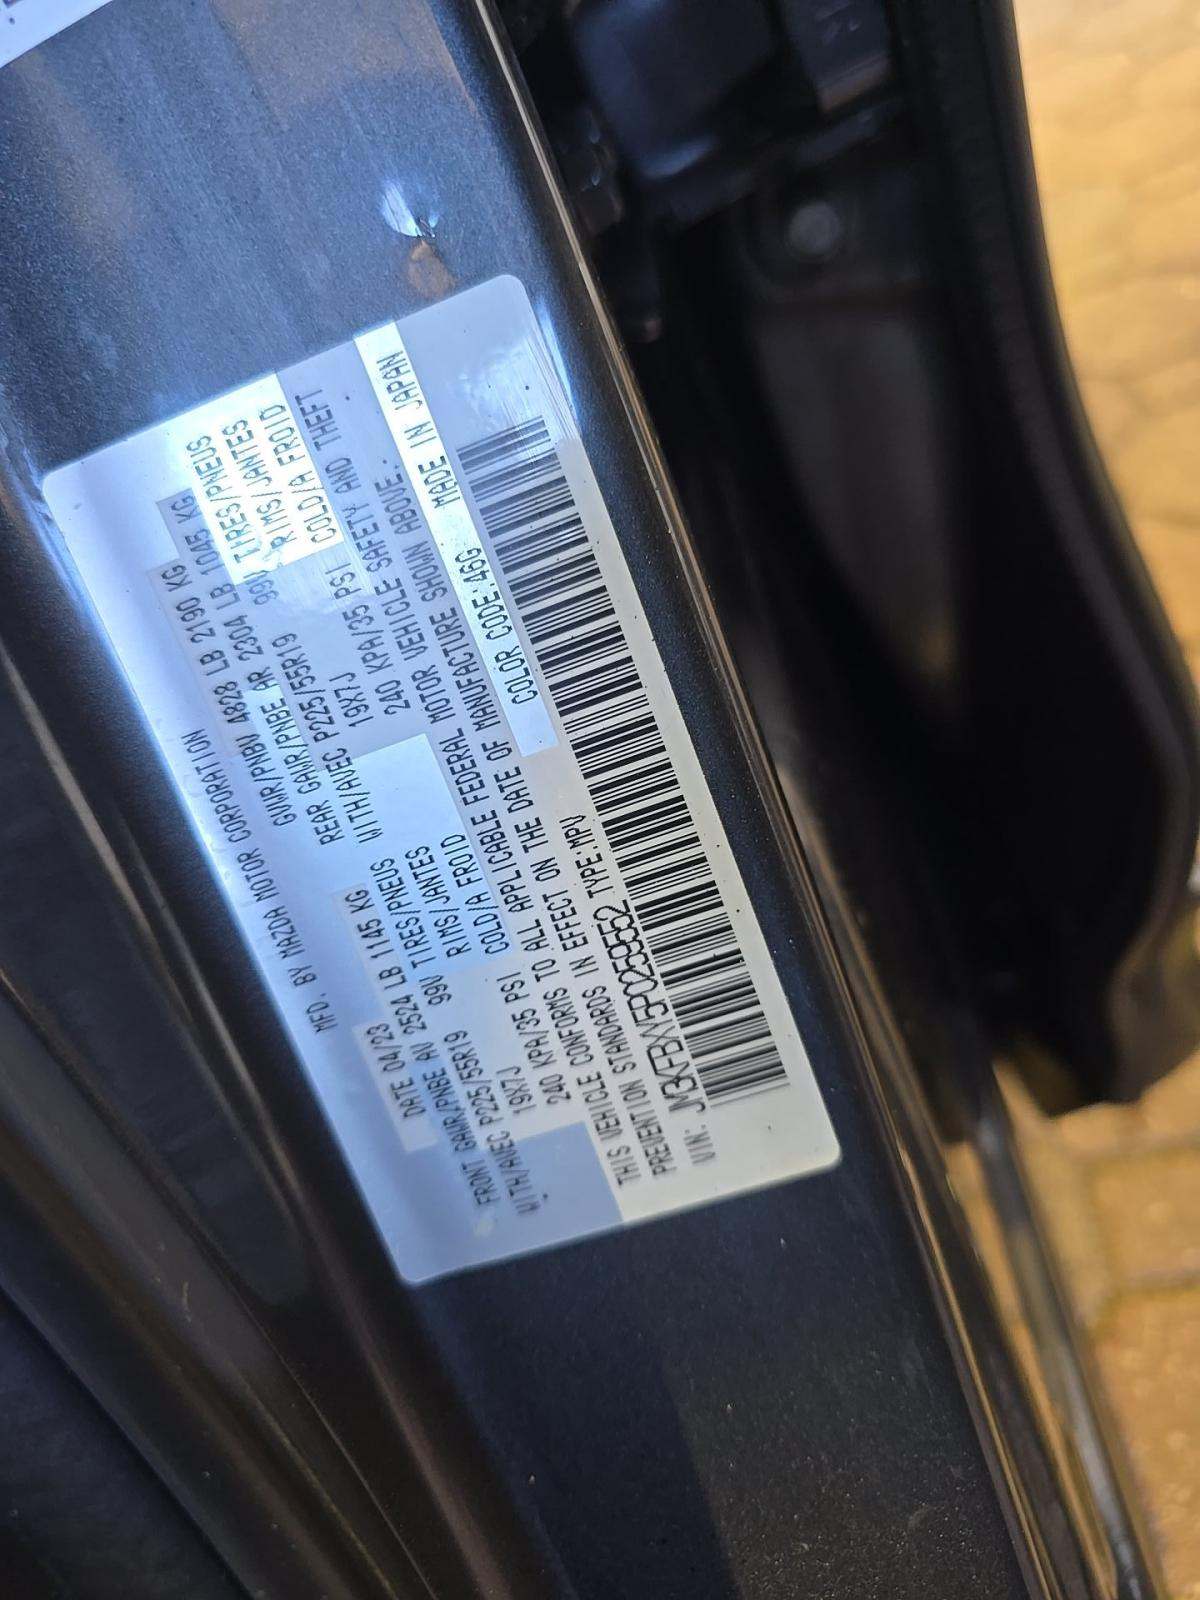 MFD. BY MAZDA MOTOR CORPORATION
DATE 04/23 GVWR/PNBV 4828 LB 2190 KG
FRONT GAWR/PNBE AV 2524 LB 1145 KG REAR GAWR/PNBE AR 2304 LB 1045 KG
WITH/AVEC P225/55R19 99V TIRES/PNEUS WITH/AVEC P225/55R19 99V TIRES/PNEUS
19X7J RIMS/JANTES 19X7J RIMS/JANTES
240 KPA/35 PSI COLD/A FROID 240 KPA/35 PSI COLD/A FROID
THIS VEHICLE CONFORMS TO ALL APPLICABLE FEDERAL MOTOR VEHICLE SAFETY AND THEFT
PREVENTION STANDARDS IN EFFECT ON THE DATE OF MANUFACTURE SHOWN ABOVE.
VIN: JM3KFBXY5P0259552 TYPE:MPV COLOR CODE:46G MADE IN JAPAN